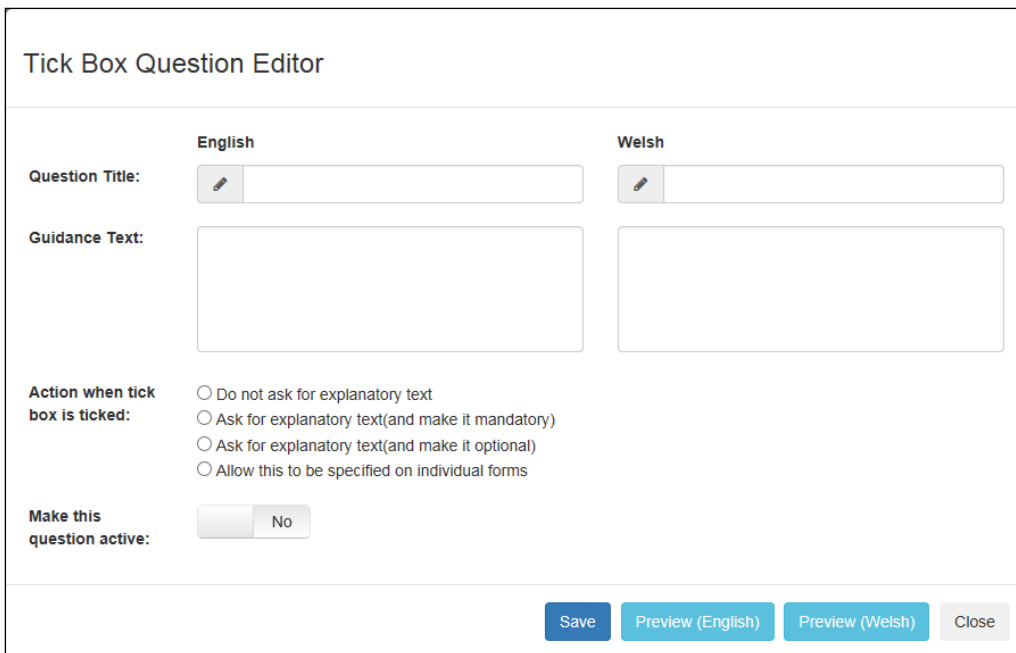 Tick Box Question Editor
English Welsh
Question Title:
Guidance Text:
Action when tick
box is ticked:
Do not ask for explanatory text
Ask for explanatory text(and make it mandatory)
Ask for explanatory text(and make it optional)
Allow this to be specified on individual forms
Make this
question active:
No
Save Preview (English) Preview (Welsh) Close